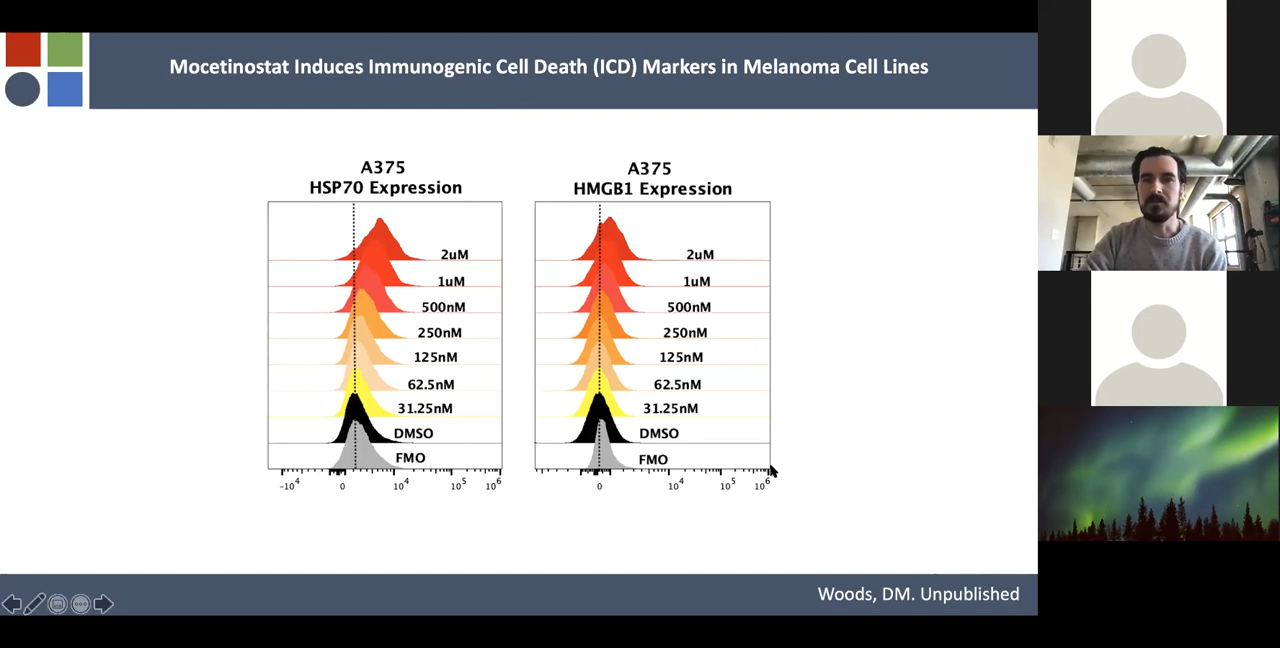 Mocetinostat Induces Immunogenic Cell Death (ICD) Markers in Melanoma Cell Lines
A375
HSP70 Expression
2uM
1uM
500nM
250nM
125nM
62.5nM
31.25nM
DMSO
FMO
-10⁴ 0 10⁴ 10⁵ 10⁶
A375
HMGB1 Expression
2uM
1uM
500nM
250nM
125nM
62.5nM
31.25nM
DMSO
FMO
0 10⁴ 10⁵ 10⁶
Woods, DM. Unpublished